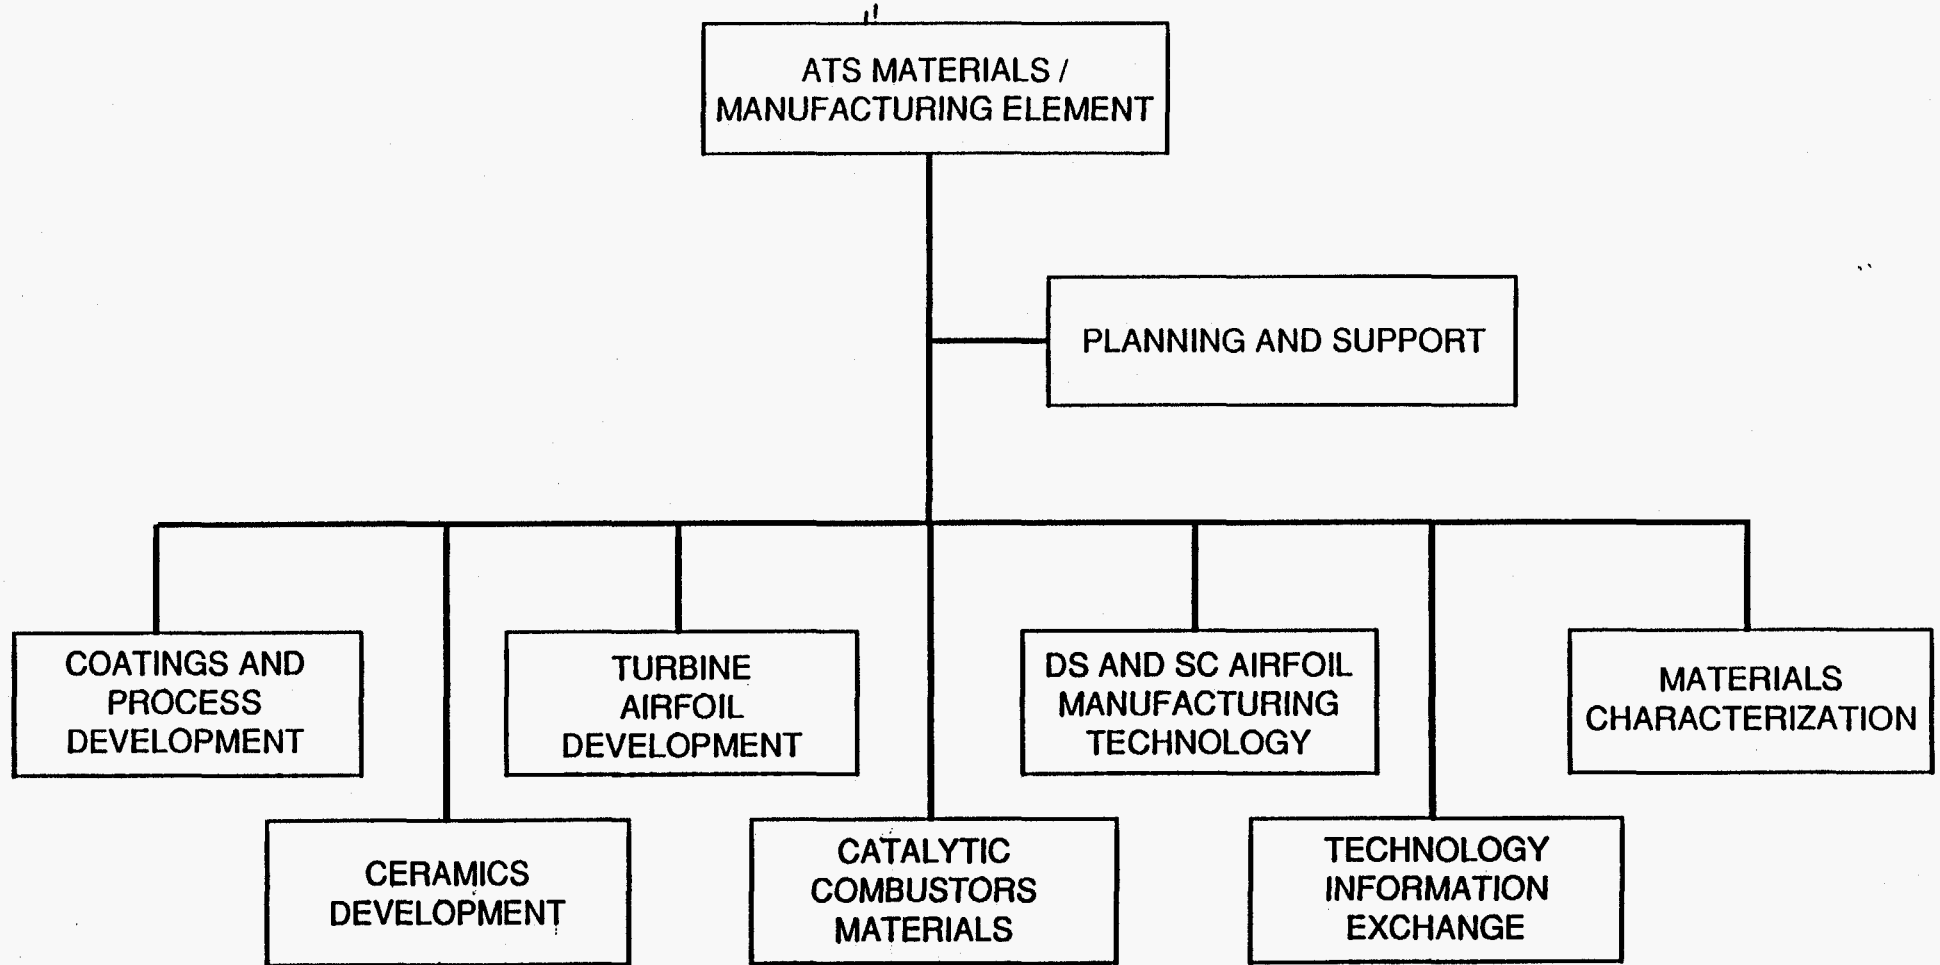 ATS MATERIALS /
MANUFACTURING ELEMENT
PLANNING AND SUPPORT
COATINGS AND
PROCESS
DEVELOPMENT
TURBINE
AIRFOIL
DEVELOPMENT
DS AND SC AIRFOIL
MANUFACTURING
TECHNOLOGY
MATERIALS
CHARACTERIZATION
CERAMICS
DEVELOPMENT
CATALYTIC
COMBUSTORS
MATERIALS
TECHNOLOGY
INFORMATION
EXCHANGE